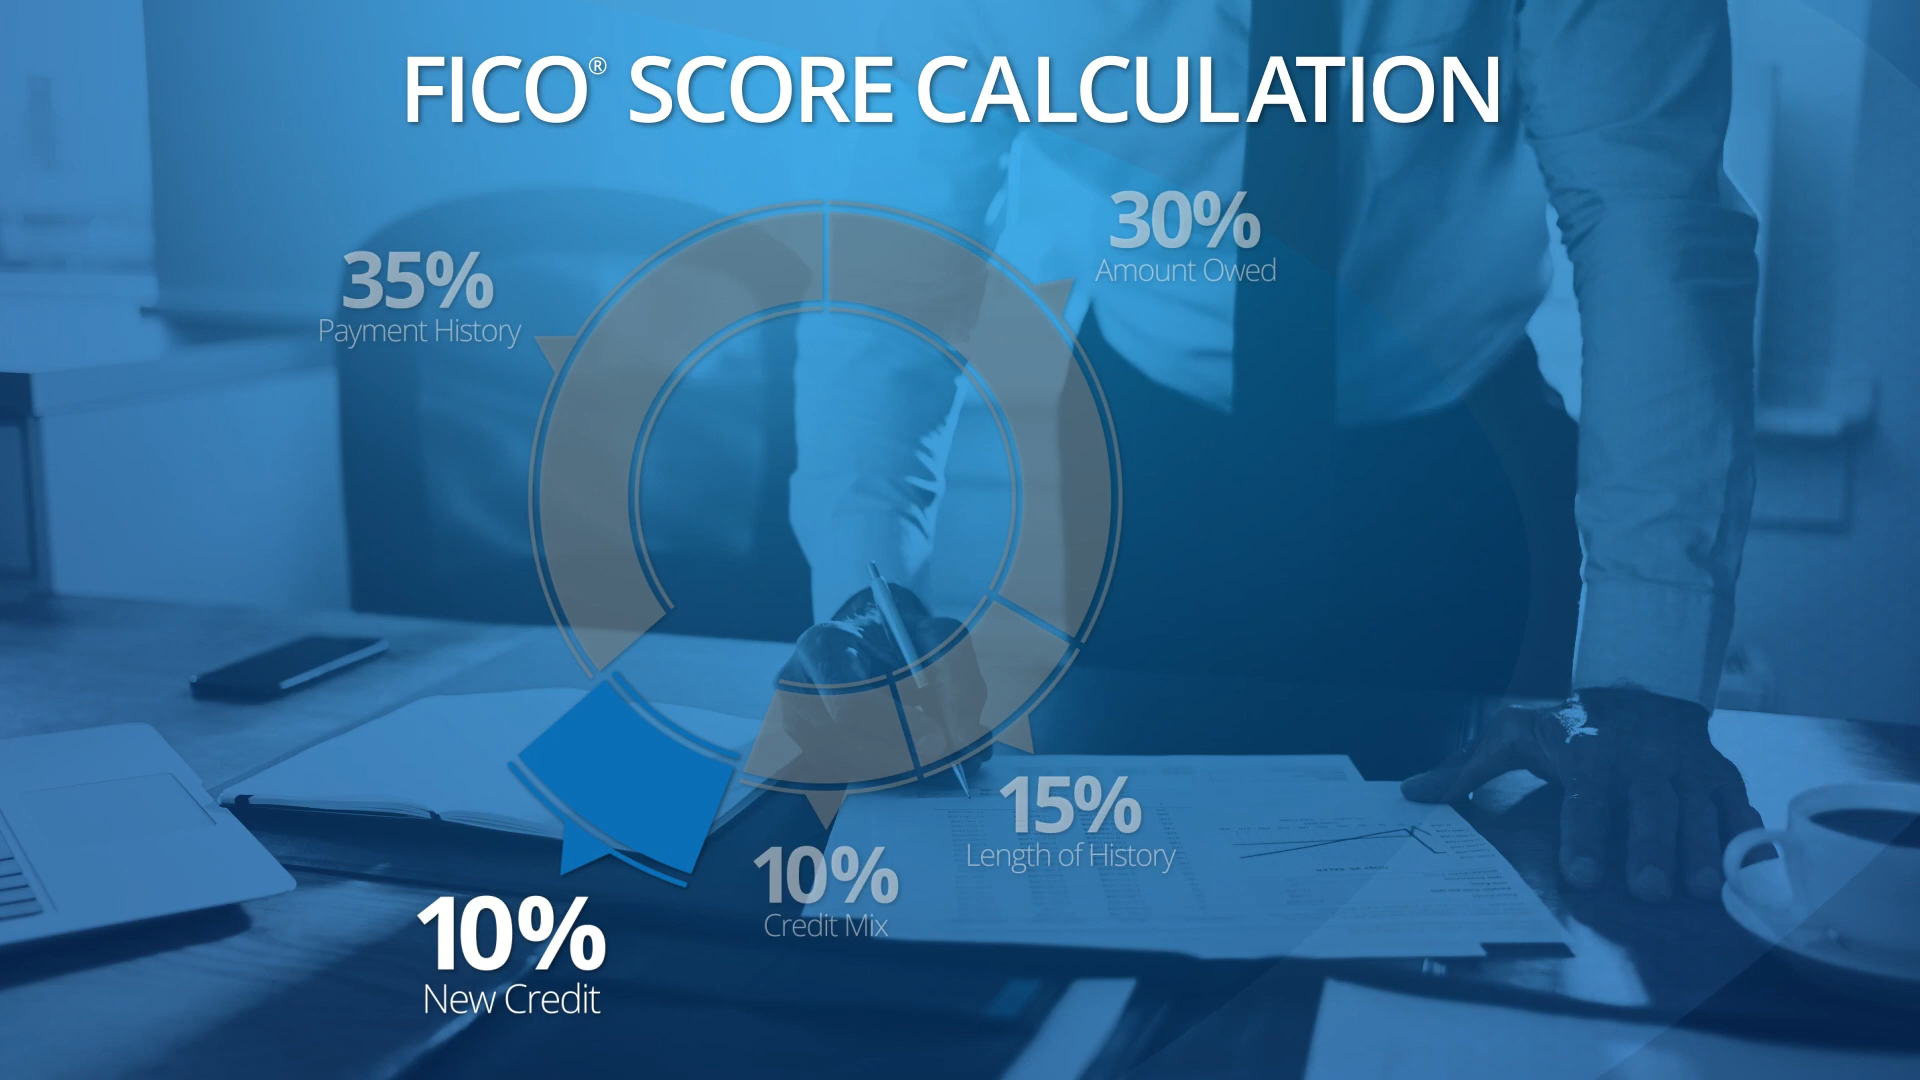 FICO® SCORE CALCULATION
35%
Payment History
30%
Amount Owed
15%
Length of History
10%
Credit Mix
10%
New Credit